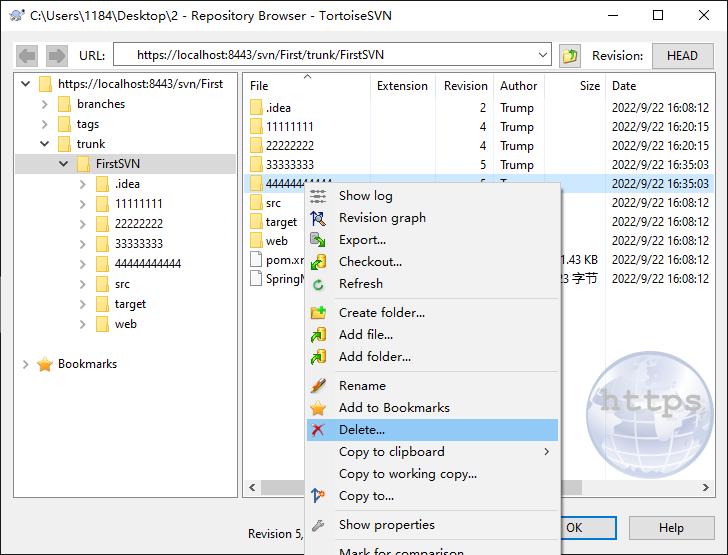 C:\Users\1184\Desktop\2 - Repository Browser - TortoiseSVN
URL: https://localhost:8443/svn/First/trunk/FirstSVN Revision: HEAD
https://localhost:8443/svn/First
branches
tags
trunk
FirstSVN
.idea
11111111
22222222
33333333
44444444444
src
target
web
Bookmarks
File Extension Revision Author Size Date
.idea 2 Trump 2022/9/22 16:08:12
11111111 4 Trump 2022/9/22 16:20:15
22222222 4 Trump 2022/9/22 16:20:15
33333333 5 Trump 2022/9/22 16:35:03
44444444444 2022/9/22 16:35:03
src 2022/9/22 16:08:12
target 2022/9/22 16:08:12
web 2022/9/22 16:08:12
pom.x 1.43 KB 2022/9/22 16:08:12
Spring 23 字节 2022/9/22 16:08:12
Show log
Revision graph
Export...
Checkout...
Refresh
Create folder...
Add file...
Add folder...
Rename
Add to Bookmarks
Delete...
Copy to clipboard
Copy to working copy...
Copy to...
Show properties
Mark for comparison
https
Revision 5,
OK
Help